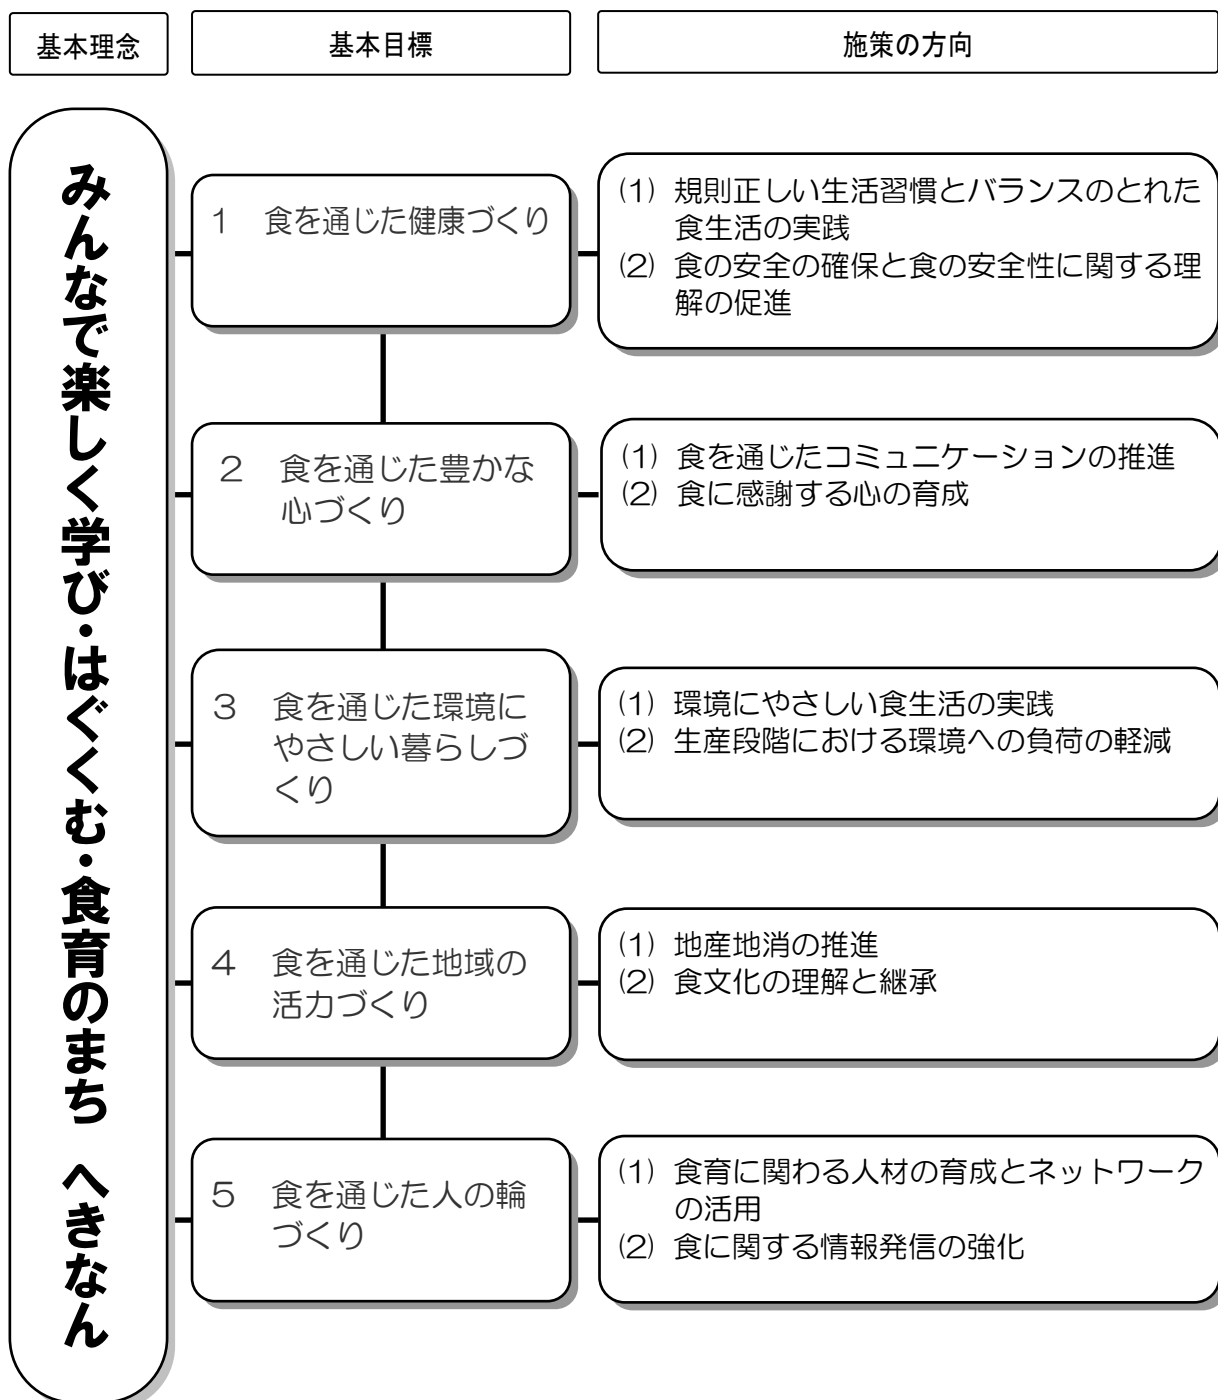 基本理念
基本目標
施策の方向
みんなで楽しく学び・はぐくむ・食育のまち へきなん
1 食を通じた健康づくり
(1) 規則正しい生活習慣とバランスのとれた
食生活の実践
(2) 食の安全の確保と食の安全性に関する理
解の促進
2 食を通じた豊かな
心づくり
(1) 食を通じたコミュニケーションの推進
(2) 食に感謝する心の育成
3 食を通じた環境に
やさしい暮らしづ
くり
(1) 環境にやさしい食生活の実践
(2) 生産段階における環境への負荷の軽減
4 食を通じた地域の
活力づくり
(1) 地産地消の推進
(2) 食文化の理解と継承
5 食を通じた人の輪
づくり
(1) 食育に関わる人材の育成とネットワーク
の活用
(2) 食に関する情報発信の強化